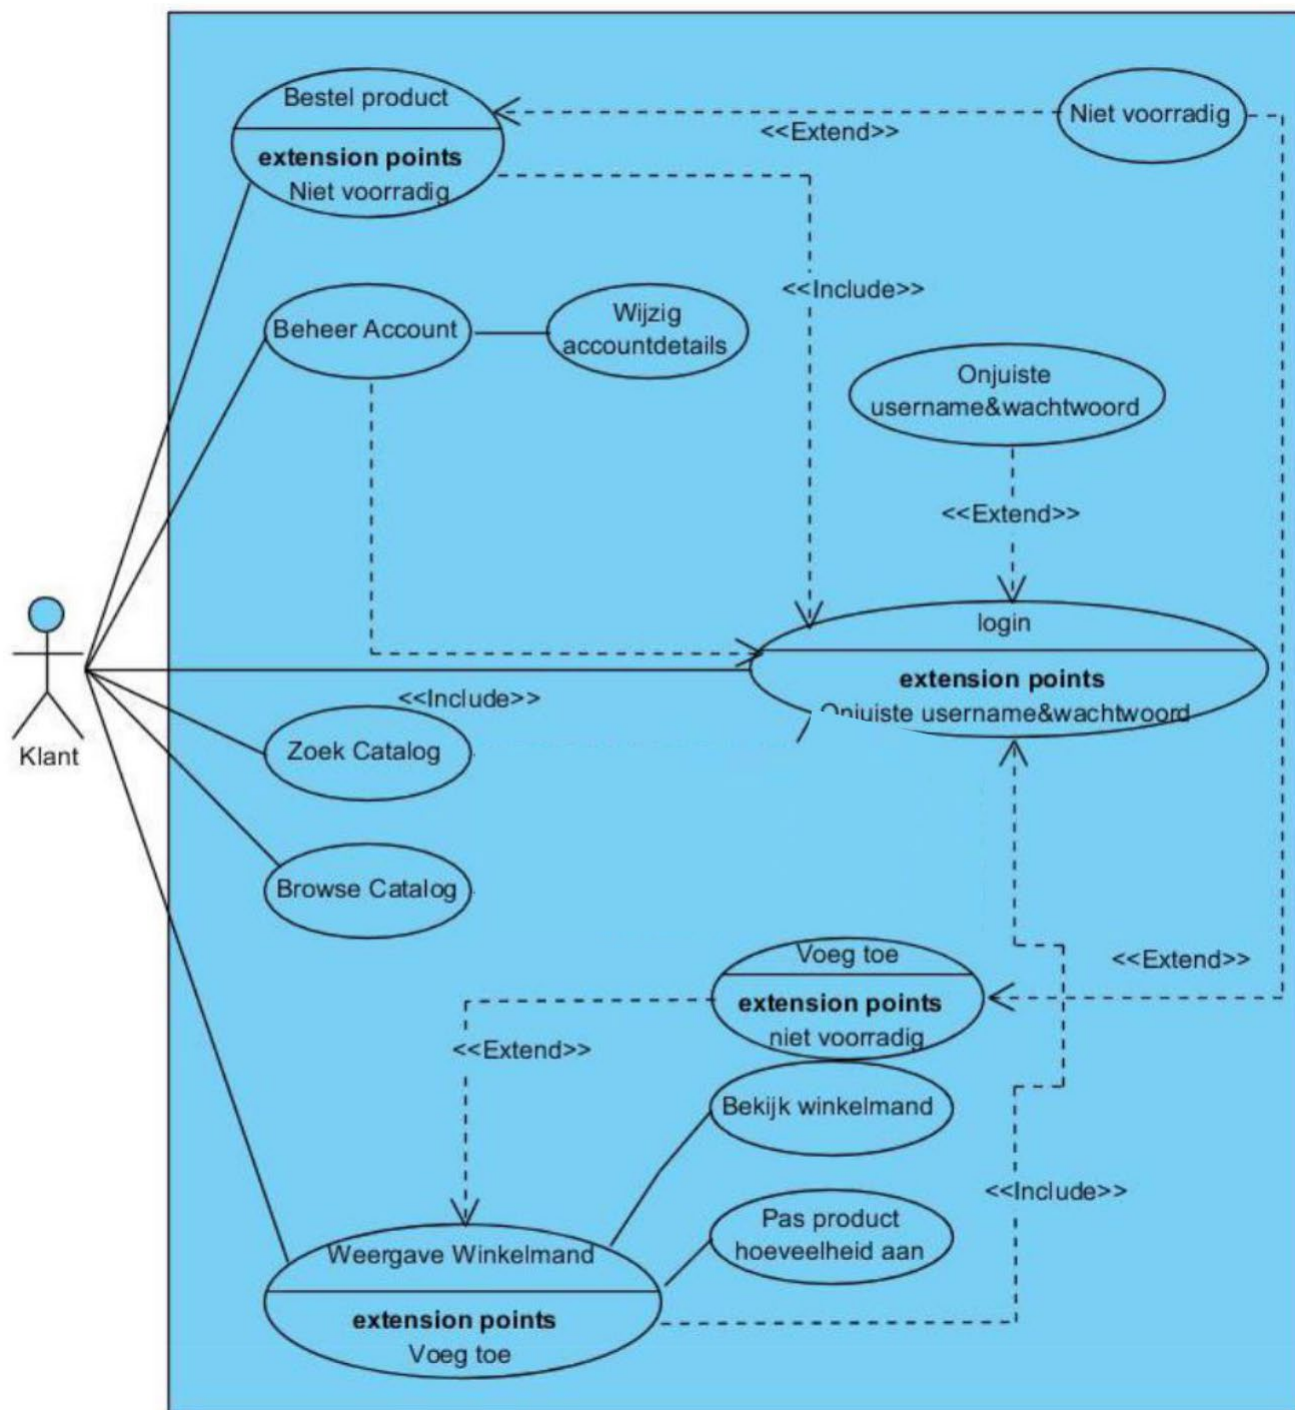 Bestel product
extension points
Niet voorradig
<<Extend>>
Niet voorradig
<<Include>>
Beheer Account
Wijzig
accountdetails
Onjuiste
username&wachtwoord
<<Extend>>
login
extension points
Onjuiste username&wachtwoord
<<Include>>
Klant
Zoek Catalog
Browse Catalog
Voeg toe
extension points
niet voorradig
<<Extend>>
<<Extend>>
Bekijk winkelmand
<<Include>>
Pas product
hoeveelheid aan
Weergave Winkelmand
extension points
Voeg toe